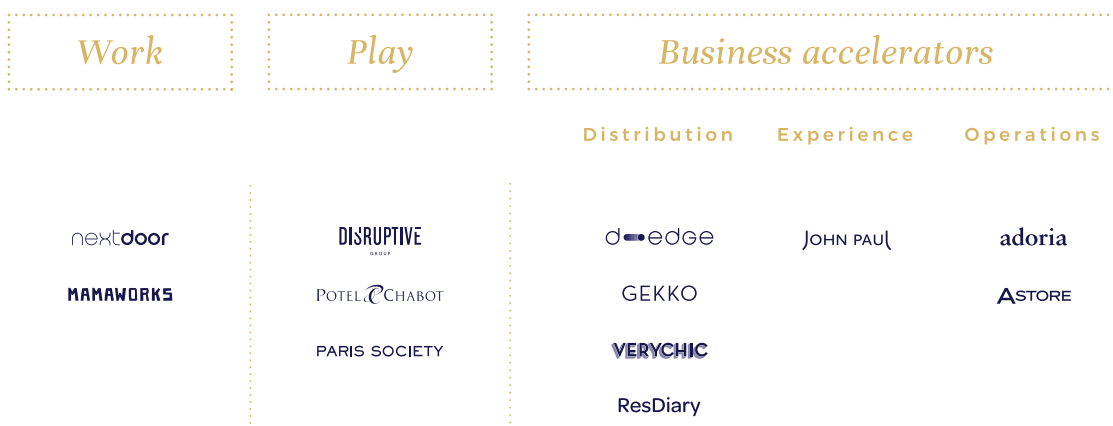 Work
Play
Business accelerators
Distribution
Experience
Operations
nextdoor
MAMAWORKS
DISRUPTIVE
GROUP
POTEL & CHABOT
PARIS SOCIETY
d-edge
GEKKO
VERYCHIC
ResDiary
JOHN PAUL
adoria
ASTORE